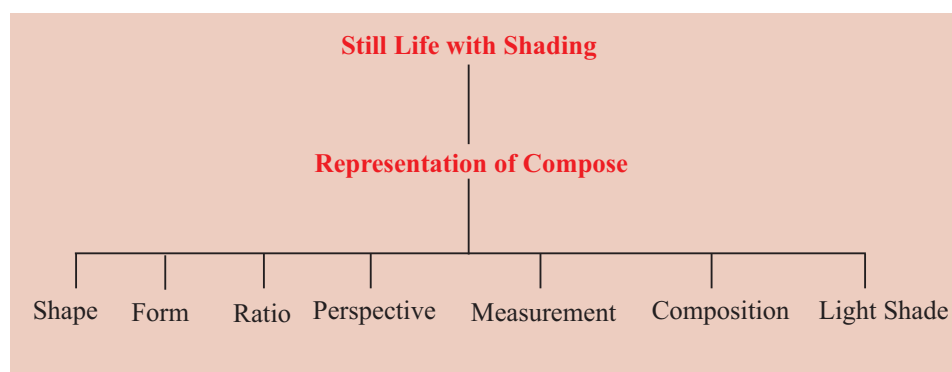 Still Life with Shading
Representation of Compose
Shape Form Ratio Perspective Measurement Composition Light Shade